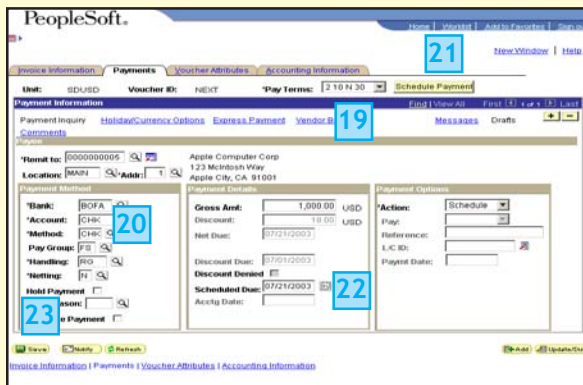 PeopleSoft.
Home | Worklist | Add to Favorites | Sign
21
New Window | Help
Invoice Information Payments Voucher Attributes Accounting Information
Unit: SDUSD Voucher ID: NEXT *Pay Terms: 2 10 N 30 Schedule Payment
Payment Information Find | View All First 1 of 1 Last
Payment Inquiry Holiday/Currency Options Express Payment Vendor 19 Messages Drafts + -
Comments
Payee
*Remit to: 0000000005 Apple Computer Corp
123 McIntosh Way
Location: MAIN *Addr: 1 Apple City, CA 91001
Payment Method Payment Details Payment Options
*Bank: BOFA Gross Amt: 1,000.00 USD *Action: Schedule
*Account: CHK 20 Discount: 18.00 USD Pay:
*Method: CHK Net Due: 07/21/2003 Reference:
Pay Group: FS L/C ID:
*Handling: RG Discount Due: 07/21/2003 Paymt Date:
*Netting: N Discount Denied
Hold Payment Scheduled Due: 07/21/2003 22
23 Acctg Date:
Payment
Save Notify Refresh Add
Invoice Information | Payments | Voucher Attributes | Accounting Information